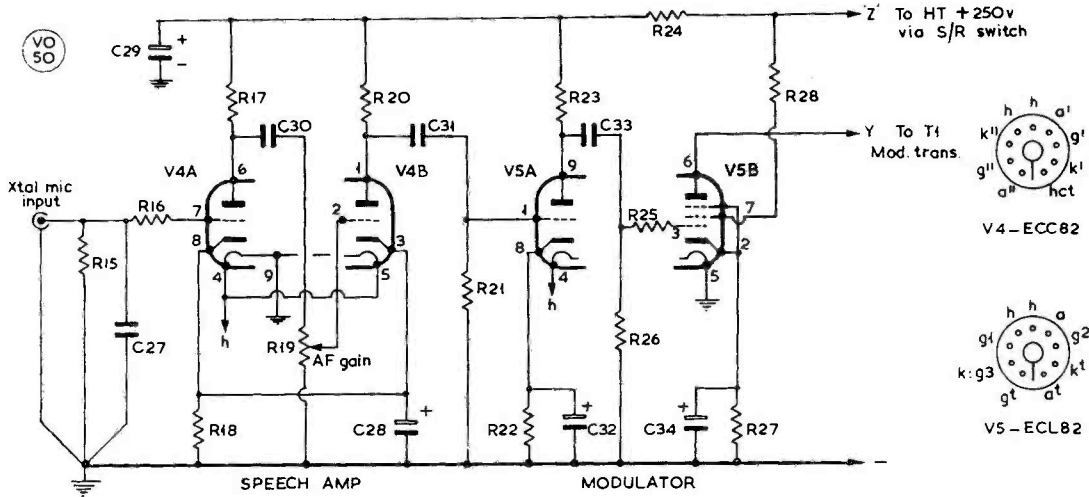 VO
50
C29
+
-
R24
Z' To HT +250v
via S/R switch
R17
R20
R23
R28
C30
C31
C33
Y To T1
Mod. trans.
V4A
6
1
V4B
V5A
9
6
V5B
Xtal mic
input
R16
7
2
1
R25
3
7
8
3
8
2
4
9
5
4
5
h
h
R15
C27
R19
AF gain
R21
R26
R18
C28
+
R22
+
C32
C34
+
R27
-
SPEECH AMP
MODULATOR
h
h
k''
a'
g''
g'
a''
k'
hct
V4-ECC82
h
h
a
g1
g2
k:g3
kt
gt
at
V5-ECL82